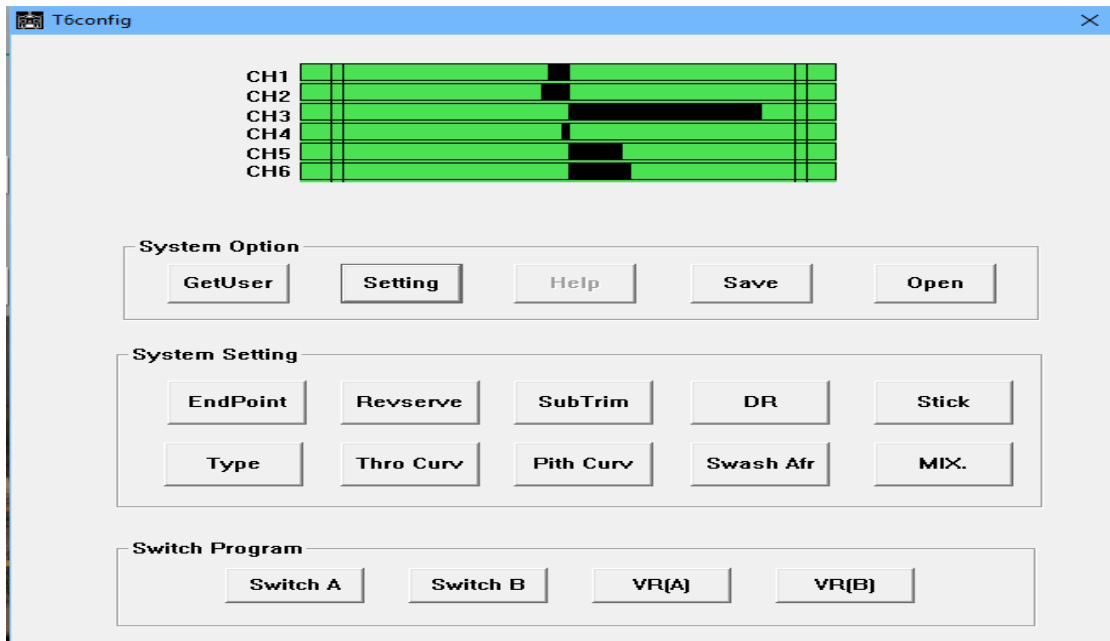 T6config
CH1
CH2
CH3
CH4
CH5
CH6
System Option
GetUser Setting Help Save Open
System Setting
EndPoint Revserve SubTrim DR Stick
Type Thro Curv Pith Curv Swash Afr MIX.
Switch Program
Switch A Switch B VR(A) VR(B)